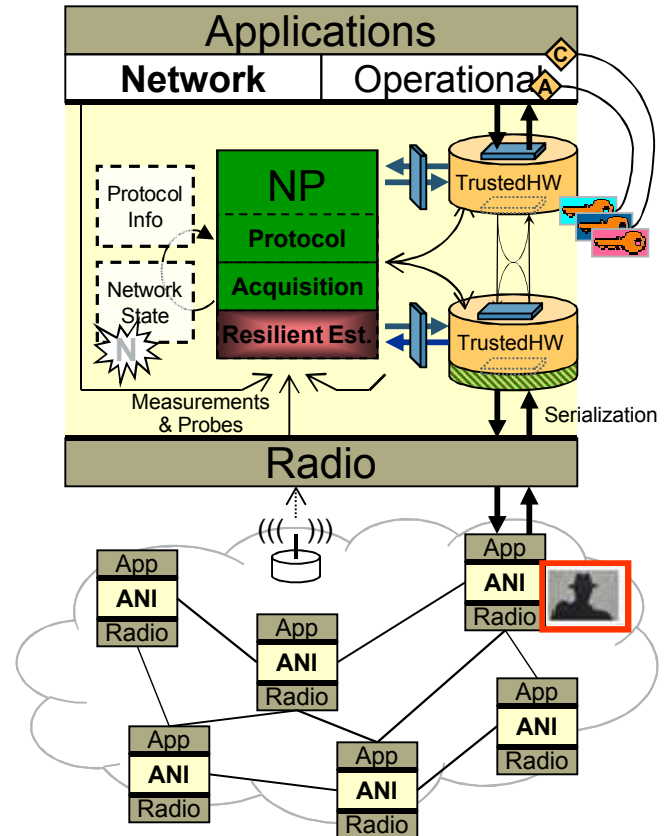 Applications
Network
Operational
C
A
NP
Protocol
Acquisition
Resilient Est.
Protocol
Info
Network
State
N
TrustedHW
TrustedHW
Measurements
& Probes
Serialization
Radio
((( )))
App
ANI
Radio
App
ANI
Radio
App
ANI
Radio
App
ANI
Radio
App
ANI
Radio
App
ANI
Radio